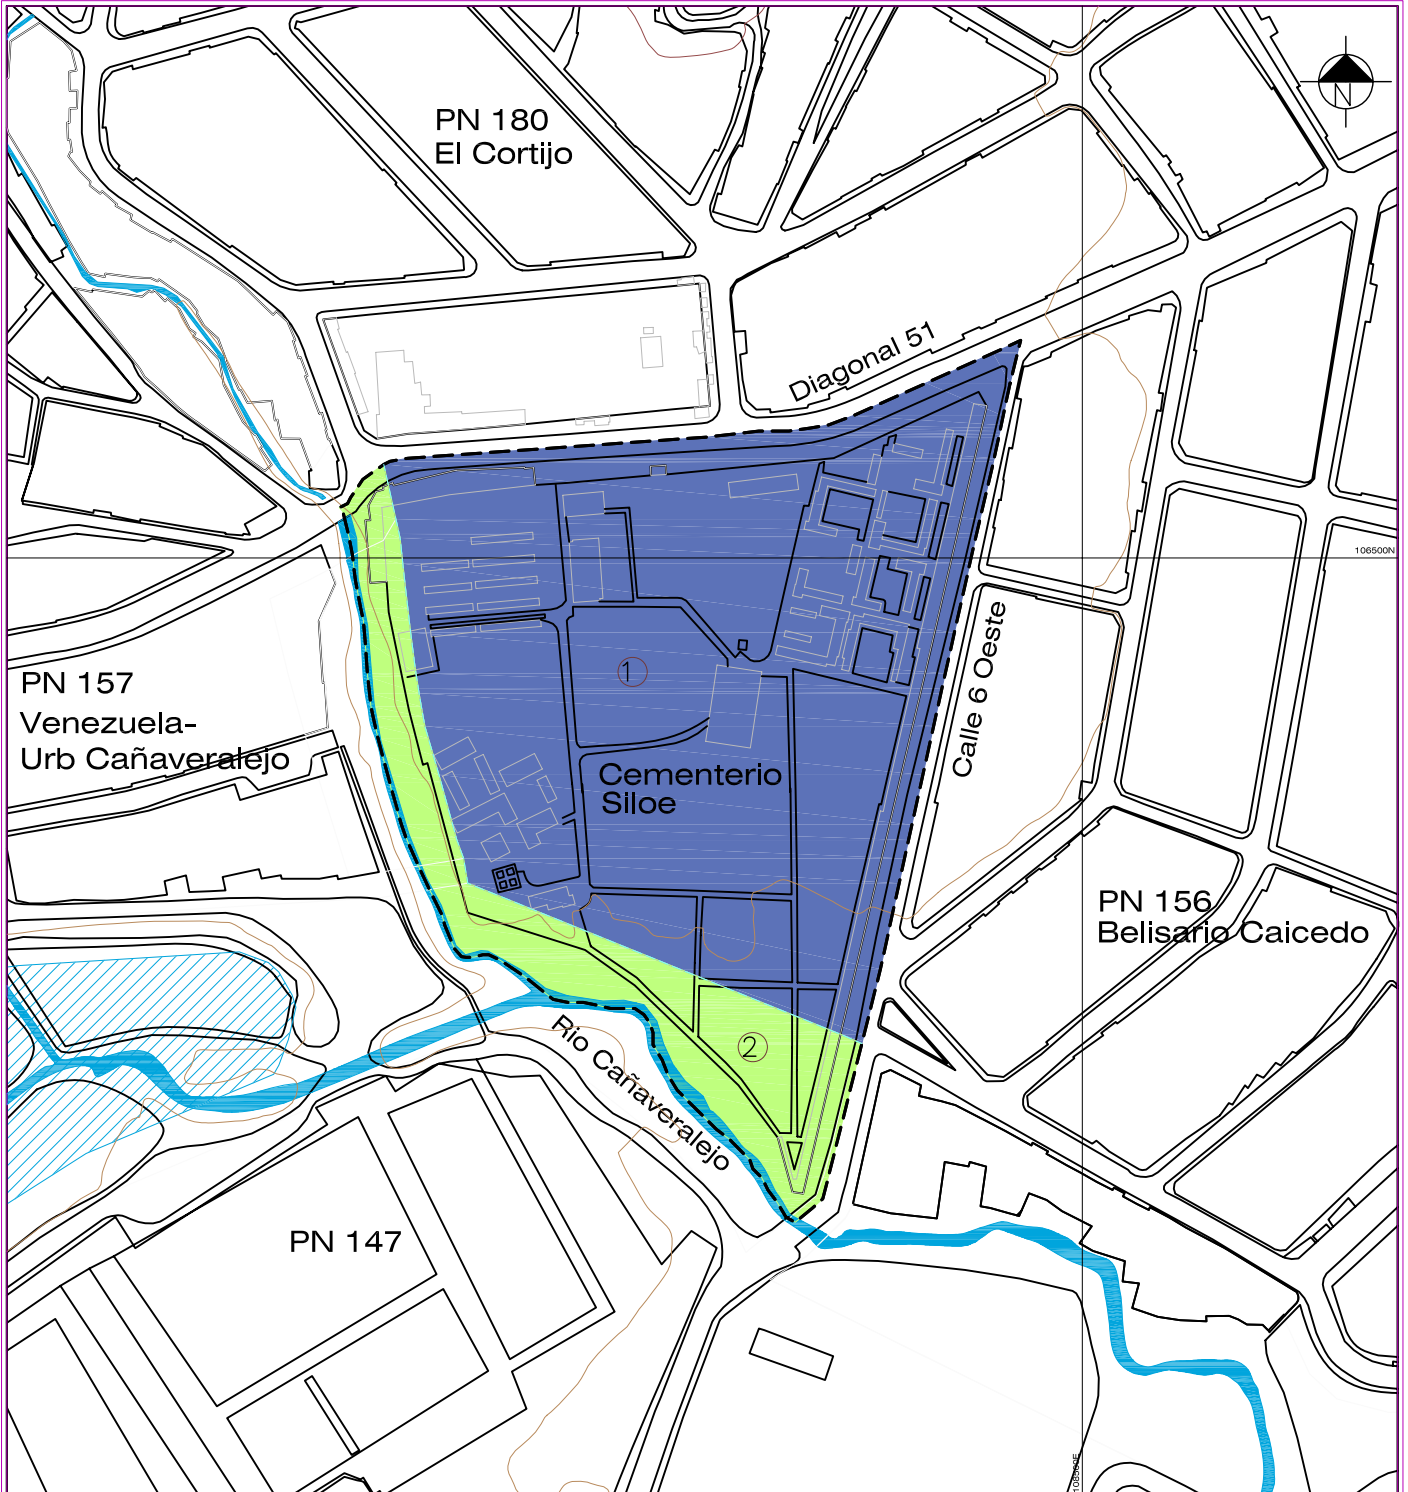 PN 180
El Cortijo
N
Diagonal 51
106500N
1
Calle 6 Oeste
PN 157
Venezuela-
Urb Cañaveralejo
Cementerio
Siloe
PN 156
Belisario Caicedo
2
Rio Cañaveralejo
PN 147